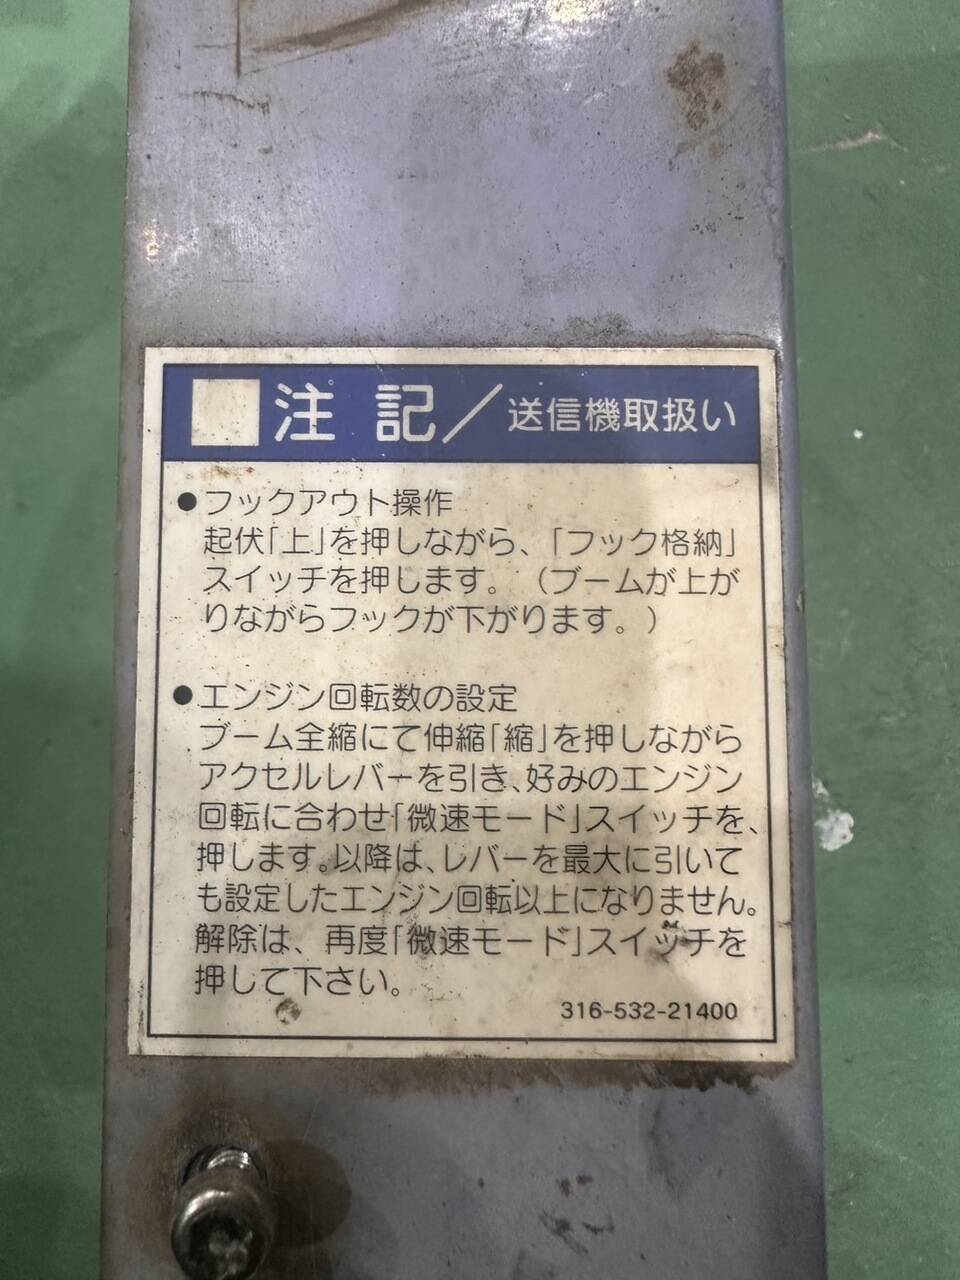 注記/送信機取扱い
●フックアウト操作
起伏「上」を押しながら、「フック格納」
スイッチを押します。（ブームが上が
りながらフックが下がります。）
●エンジン回転数の設定
ブーム全縮にて伸縮「縮」を押しながら
アクセルレバーを引き、好みのエンジン
回転に合わせ「微速モード」スイッチを、
押します。以降は、レバーを最大に引いて
も設定したエンジン回転以上になりません。
解除は、再度「微速モード」スイッチを
押して下さい。
316-532-21400